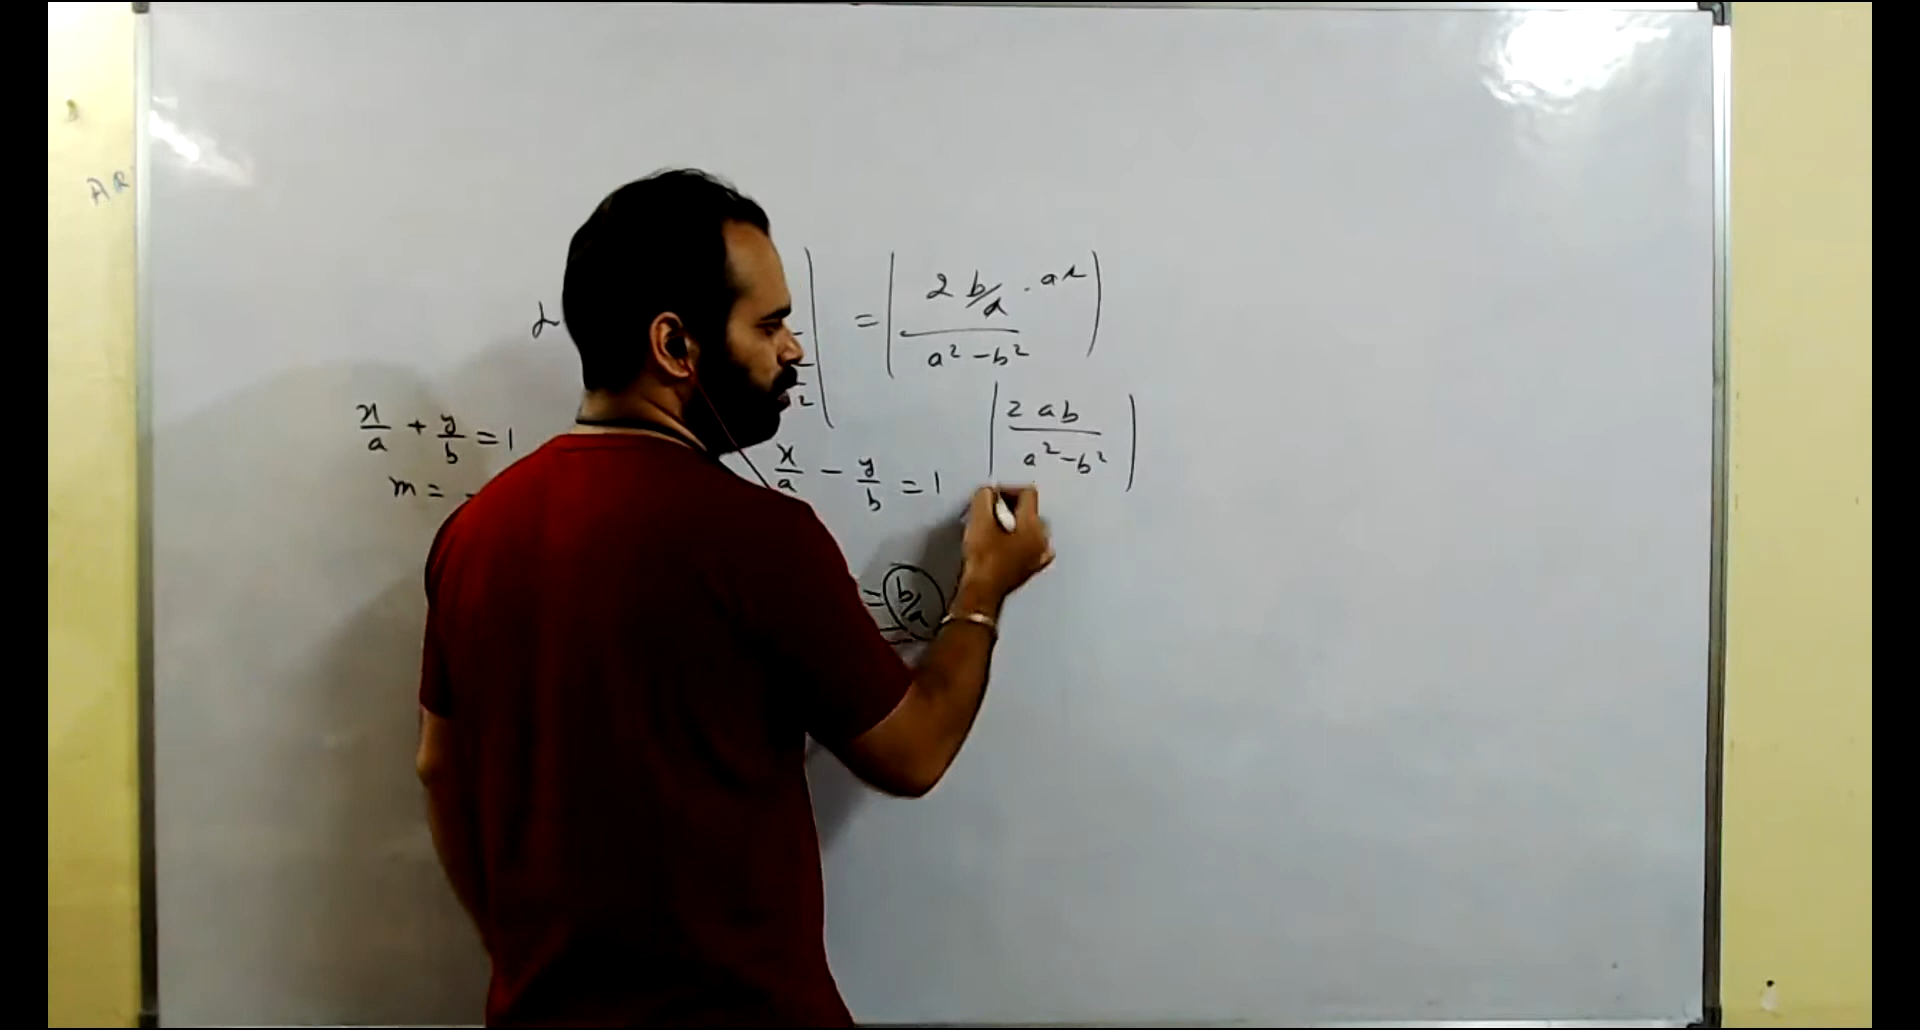 AR
= | 2 b/a . a² / a² - b² |
x/a + y/b = 1
m = -
x/a - y/b = 1
| 2ab / a² - b² |
= b/a